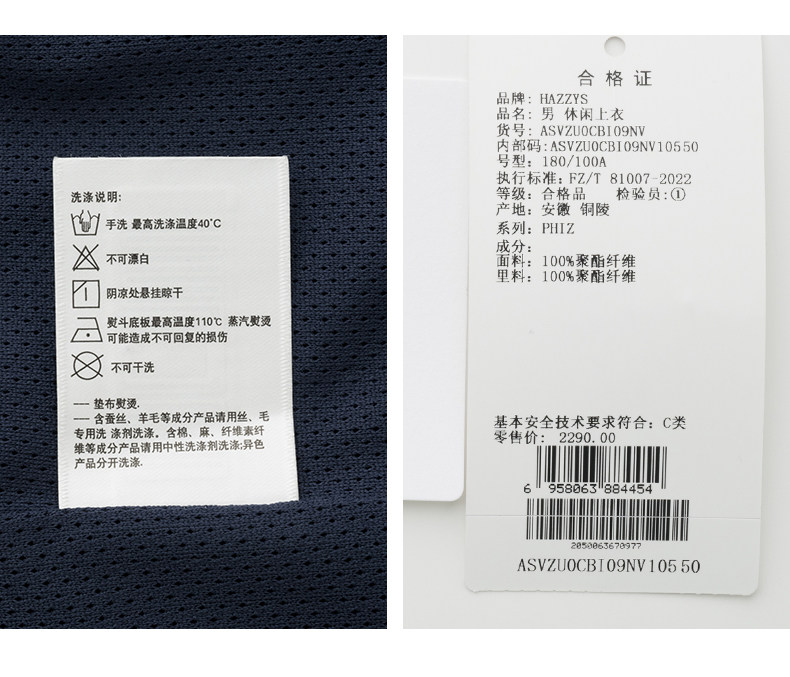 洗涤说明:
手洗 最高洗涤温度40℃
不可漂白
阴凉处悬挂晾干
熨斗底板最高温度110℃ 蒸汽熨烫
可能造成不可回复的损伤
不可干洗
— 垫布熨烫.
— 含蚕丝、羊毛等成分产品请用丝、毛
专用洗 涤剂洗涤。含棉、麻、纤维素纤
维等成分产品请用中性洗涤剂洗涤;异色
产品分开洗涤.
合格证
品牌: HAZZYS
品名: 男 休闲上衣
货号: ASVZU0CBI09NV
内部码: ASVZU0CBI09NV10550
号型: 180/100A
执行标准: FZ/T 81007-2022
等级: 合格品 检验员:①
产地: 安徽 铜陵
系列: PHIZ
成分:
面料: 100%聚酯纤维
里料: 100%聚酯纤维
基本安全技术要求符合: C类
零售价: 2290.00
6 958063 884454
2050063670977
ASVZU0CBI09NV10550